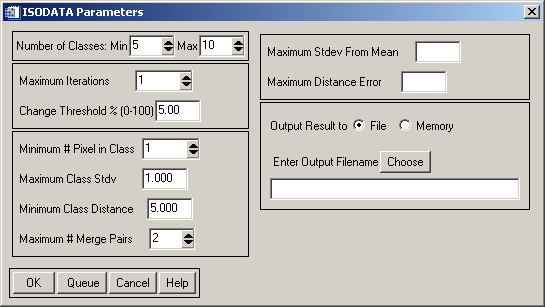 ISODATA Parameters
Number of Classes: Min 5 Max 10
Maximum Iterations 1
Change Threshold % (0-100) 5.00
Minimum # Pixel in Class 1
Maximum Class Stdv 1.000
Minimum Class Distance 5.000
Maximum # Merge Pairs 2
Maximum Stdev From Mean
Maximum Distance Error
Output Result to File Memory
Enter Output Filename Choose
OK Queue Cancel Help